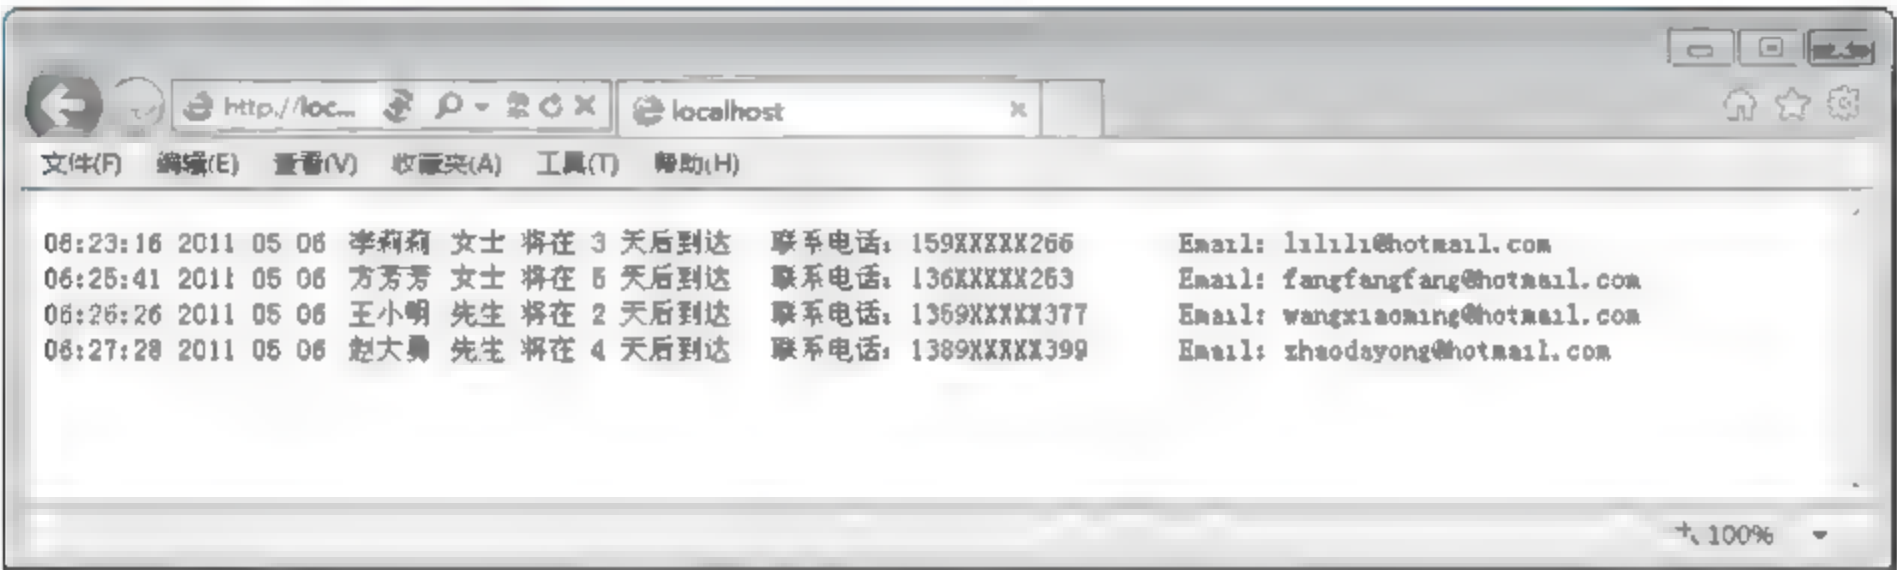 http://loc... localhost
文件(F) 编辑(E) 查看(V) 收藏夹(A) 工具(T) 帮助(H)
06:23:16 2011 05 06 李莉莉 女士 将在 3 天后到达 联系电话: 159XXXXX266 Email: lilili@hotmail.com
06:25:41 2011 05 06 方芳芳 女士 将在 5 天后到达 联系电话: 136XXXXX263 Email: fangfangfang@hotmail.com
06:26:26 2011 05 06 王小明 先生 将在 2 天后到达 联系电话: 1359XXXXX377 Email: wangxiaoming@hotmail.com
06:27:28 2011 05 06 赵大勇 先生 将在 4 天后到达 联系电话: 1389XXXXX399 Email: zhaodayong@hotmail.com
100%